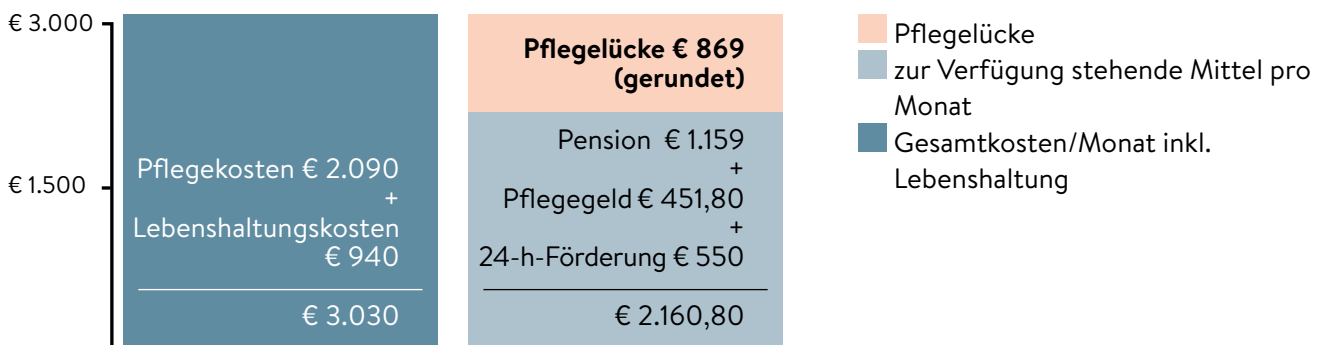 € 3.000
€ 1.500
Pflegekosten € 2.090
+
Lebenshaltungskosten
€ 940
€ 3.030
Pflegelücke € 869
(gerundet)
Pension € 1.159
+
Pflegegeld € 451,80
+
24-h-Förderung € 550
€ 2.160,80
Pflegelücke
zur Verfügung stehende Mittel pro
Monat
Gesamtkosten/Monat inkl.
Lebenshaltung